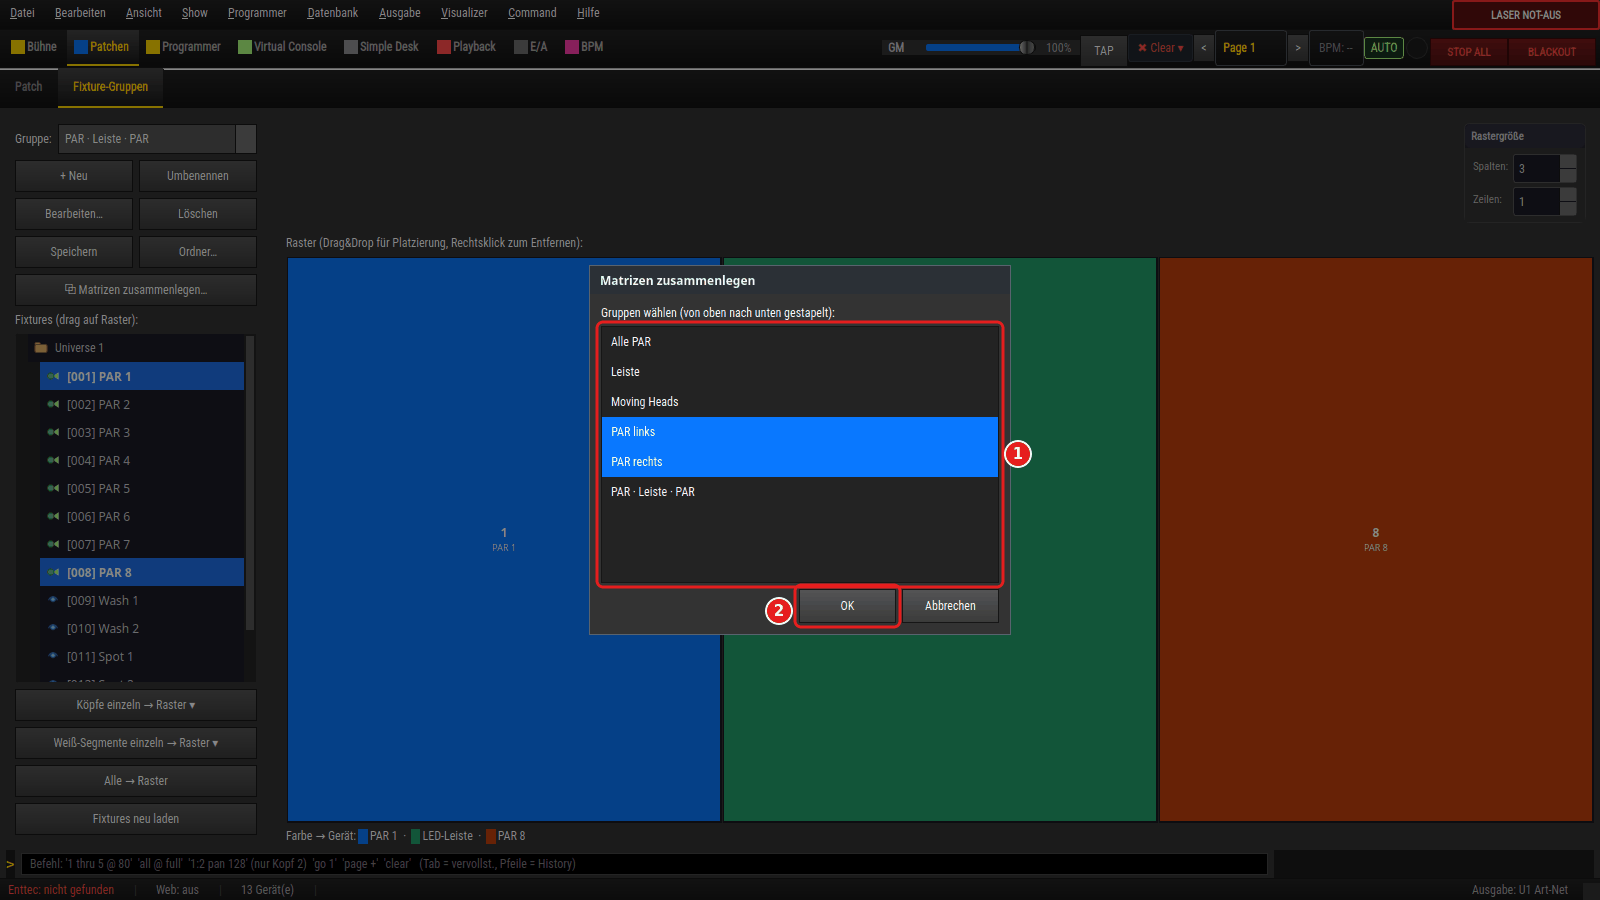 Datei Bearbeiten Ansicht Show Programmer Datenbank Ausgabe Visualizer Command Hilfe
LASER NOT-AUS
Bühne Patchen Programmer Virtual Console Simple Desk Playback E/A BPM
GM 100% TAP ✖ Clear ▾ < Page 1 > BPM: -- AUTO STOP ALL BLACKOUT
Patch Fixture-Gruppen
Gruppe: PAR · Leiste · PAR
+ Neu Umbenennen
Bearbeiten… Löschen
Speichern Ordner…
Matrizen zusammenlegen…
Fixtures (drag auf Raster):
Universe 1
[001] PAR 1
[002] PAR 2
[003] PAR 3
[004] PAR 4
[005] PAR 5
[006] PAR 6
[007] PAR 7
[008] PAR 8
[009] Wash 1
[010] Wash 2
[011] Spot 1
Köpfe einzeln → Raster ▾
Weiß-Segmente einzeln → Raster ▾
Alle → Raster
Fixtures neu laden
Rastergröße
Spalten: 3
Zeilen: 1
Raster (Drag&Drop für Platzierung, Rechtsklick zum Entfernen):
1
PAR 1
8
PAR 8
Matrizen zusammenlegen
Gruppen wählen (von oben nach unten gestapelt):
Alle PAR
Leiste
Moving Heads
PAR links
PAR rechts
PAR · Leiste · PAR
1
2
OK Abbrechen
Farbe → Gerät: PAR 1 · LED-Leiste · PAR 8
> Befehl: '1 thru 5 @ 80' 'all @ full' '1:2 pan 128' (nur Kopf 2) 'go 1' 'page +' 'clear' (Tab = vervollst., Pfeile = History)
Enttec: nicht gefunden Web: aus 13 Gerät(e) Ausgabe: U1 Art-Net